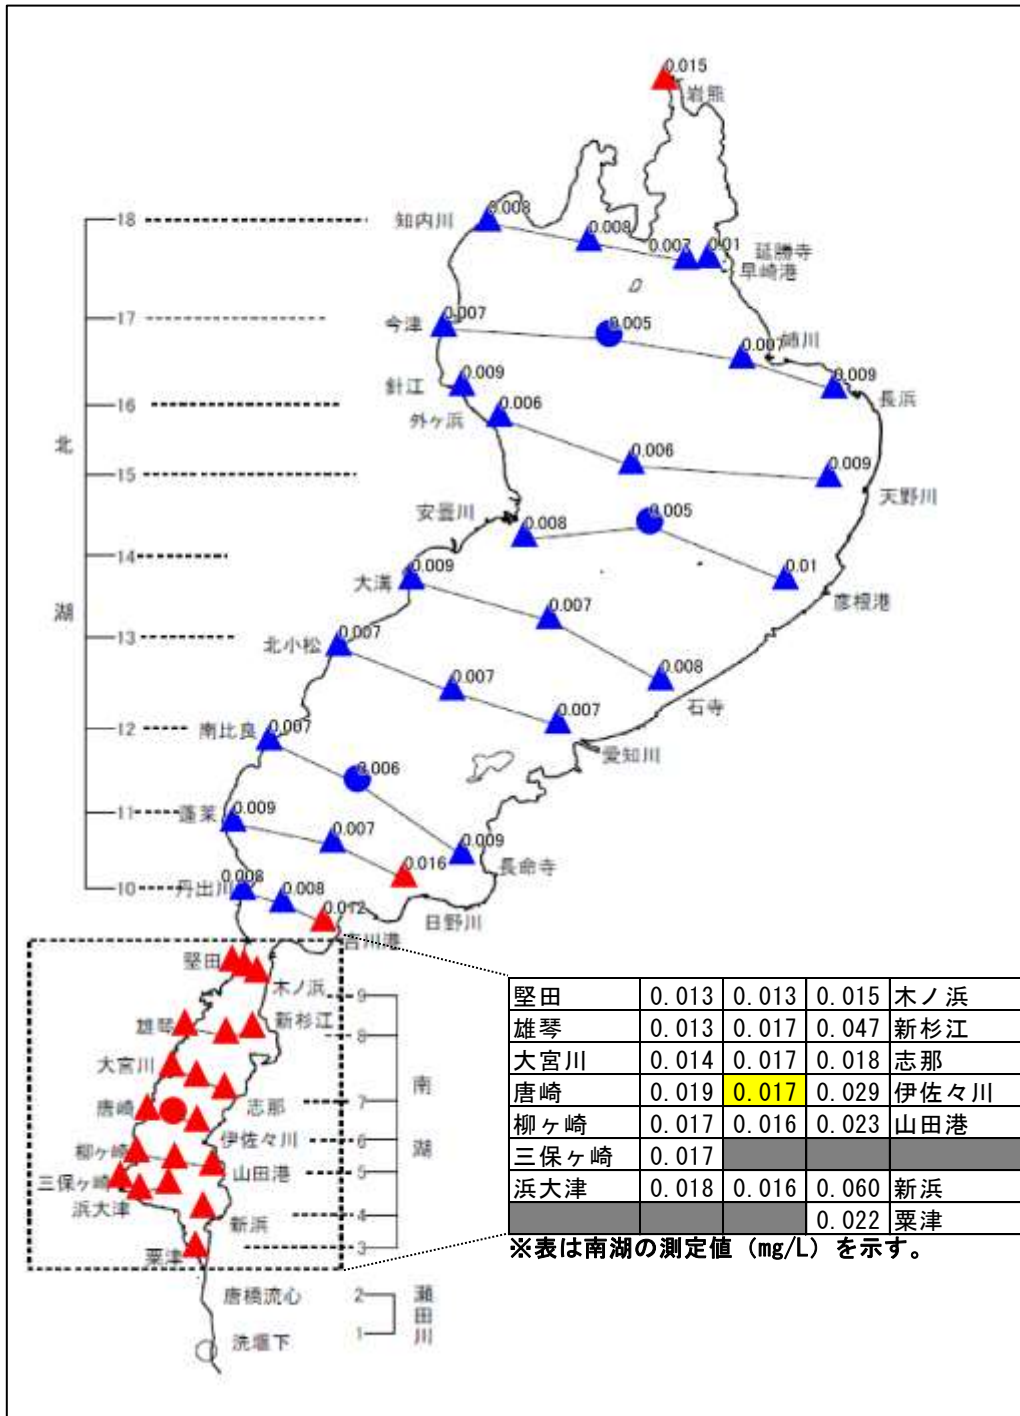 0.015
岩熊
18
知内川
0.008
0.008
0.007
0.01
延勝寺
早崎港
17
今津
0.007
0.005
0.007
姉川
0.009
長浜
針江
0.009
16
外ヶ浜
0.006
0.006
0.009
天野川
北
15
安曇川
0.008
0.005
0.01
彦根港
14
大溝
0.009
0.007
0.008
石寺
湖
13
北小松
0.007
0.007
0.007
愛知川
12
南比良
0.007
0.006
0.009
長命寺
11
蓬莱
0.009
0.007
0.016
日野川
10
丹出川
0.008
0.008
0.012
吉川港
堅田
木ノ浜
9
雄琴
新杉江
8
大宮川
志那
南
7
唐崎
伊佐々川
6
湖
柳ヶ崎
山田港
5
三保ヶ崎
浜大津
新浜
4
粟津
3
唐橋流心
2
瀬田川
洗堰下
1
堅田 0.013 0.013 0.015 木ノ浜
雄琴 0.013 0.017 0.047 新杉江
大宮川 0.014 0.017 0.018 志那
唐崎 0.019 0.017 0.029 伊佐々川
柳ヶ崎 0.017 0.016 0.023 山田港
三保ヶ崎 0.017
浜大津 0.018 0.016 0.060 新浜
0.022 粟津
※表は南湖の測定値（mg/L）を示す。